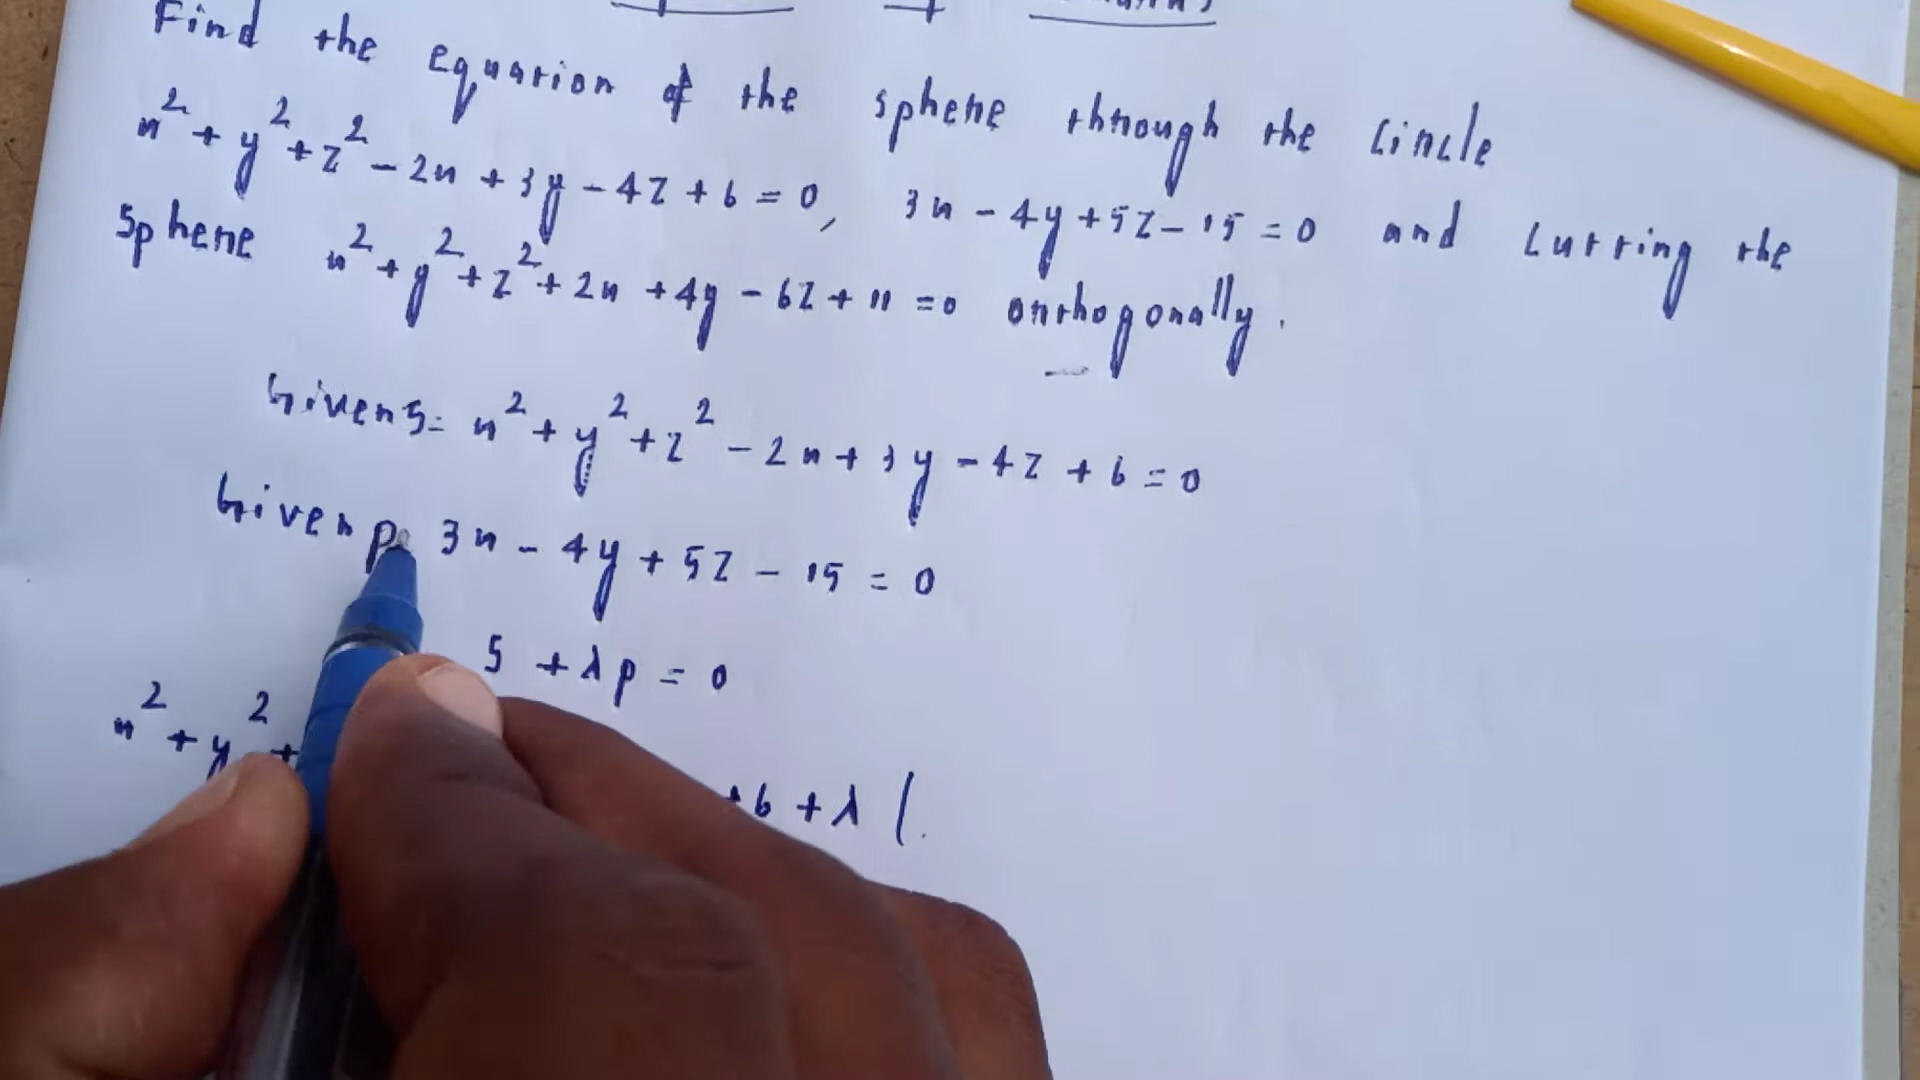 Find the equation of the sphere through the circle
x² + y² + z² - 2x + 3y - 4z + 6 = 0, 3x - 4y + 5z - 15 = 0 and cutting the
sphere x² + y² + z² + 2x + 4y - 6z + 11 = 0 orthogonally.
Given S = x² + y² + z² - 2x + 3y - 4z + 6 = 0
Given P 3x - 4y + 5z - 15 = 0
S + λP = 0
x² + y² + + 6 + λ (